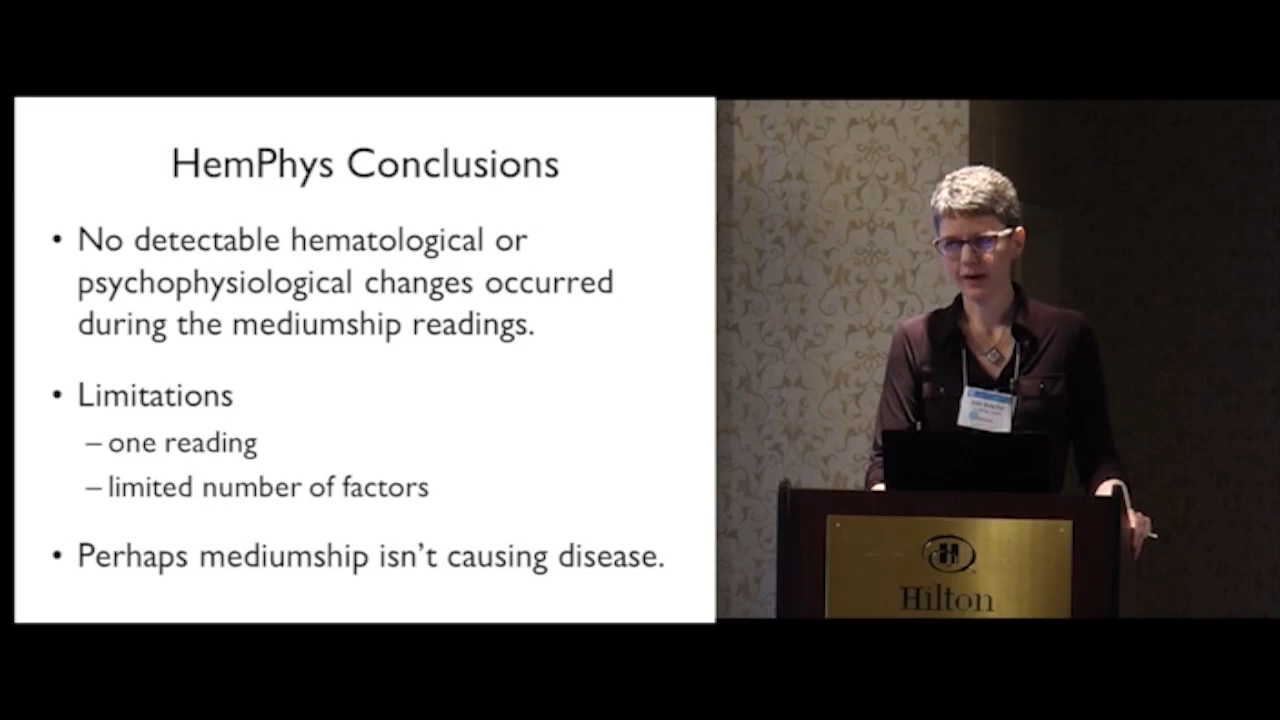 HemPhys Conclusions
• No detectable hematological or
psychophysiological changes occurred
during the mediumship readings.
• Limitations
– one reading
– limited number of factors
• Perhaps mediumship isn't causing disease.
H
Hilton